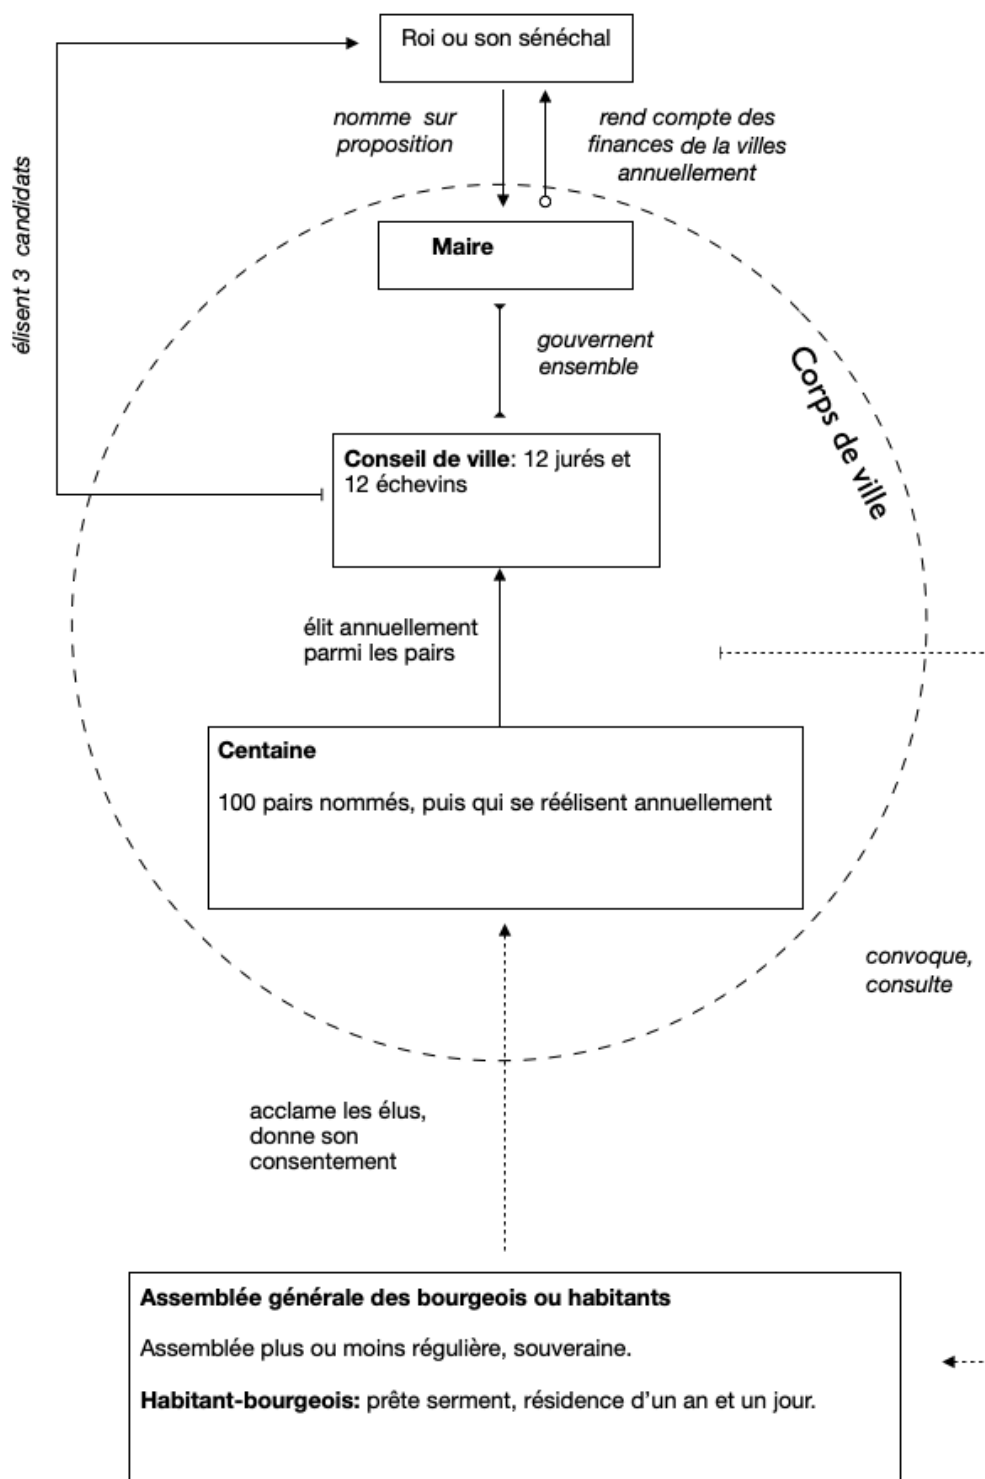 Roi ou son sénéchal
nomme sur
proposition
rend compte des
finances de la villes
annuellement
élisent 3 candidats
Maire
gouvernent
ensemble
Corps de ville
Conseil de ville: 12 jurés et
12 échevins
élit annuellement
parmi les pairs
Centaine
100 pairs nommés, puis qui se réélisent annuellement
convoque,
consulte
acclame les élus,
donne son
consentement
Assemblée générale des bourgeois ou habitants
Assemblée plus ou moins régulière, souveraine.
Habitant-bourgeois: prête serment, résidence d'un an et un jour.